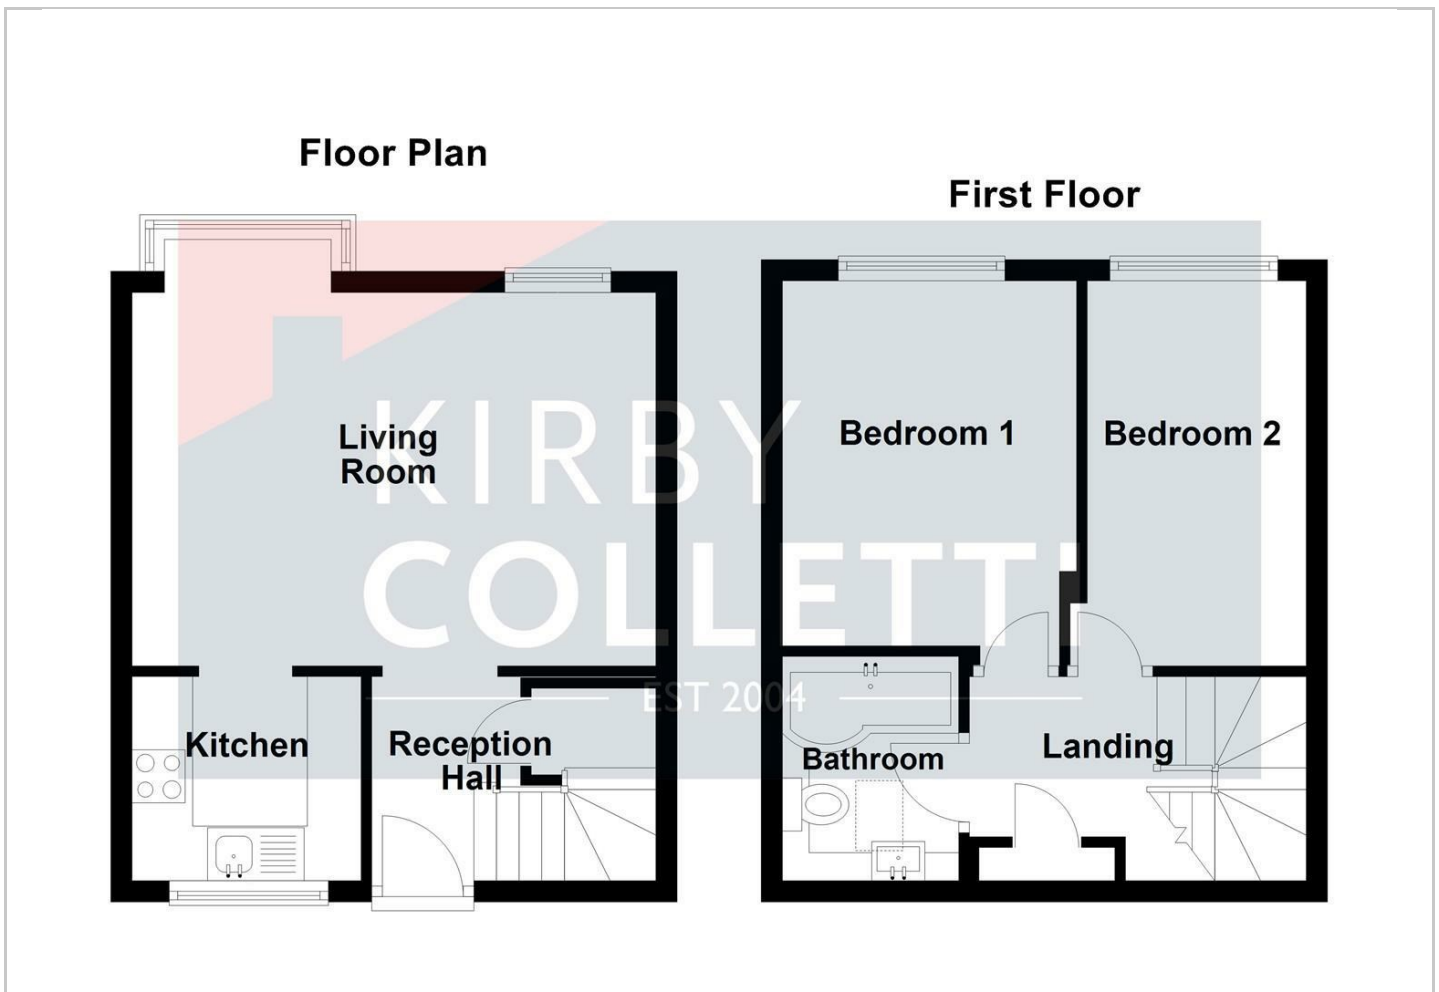 Floor Plan
First Floor
Living
Room
Kitchen
Reception
Hall
Bedroom 1
Bedroom 2
Bathroom
Landing
KIRBY
COLLETTI
EST 2004